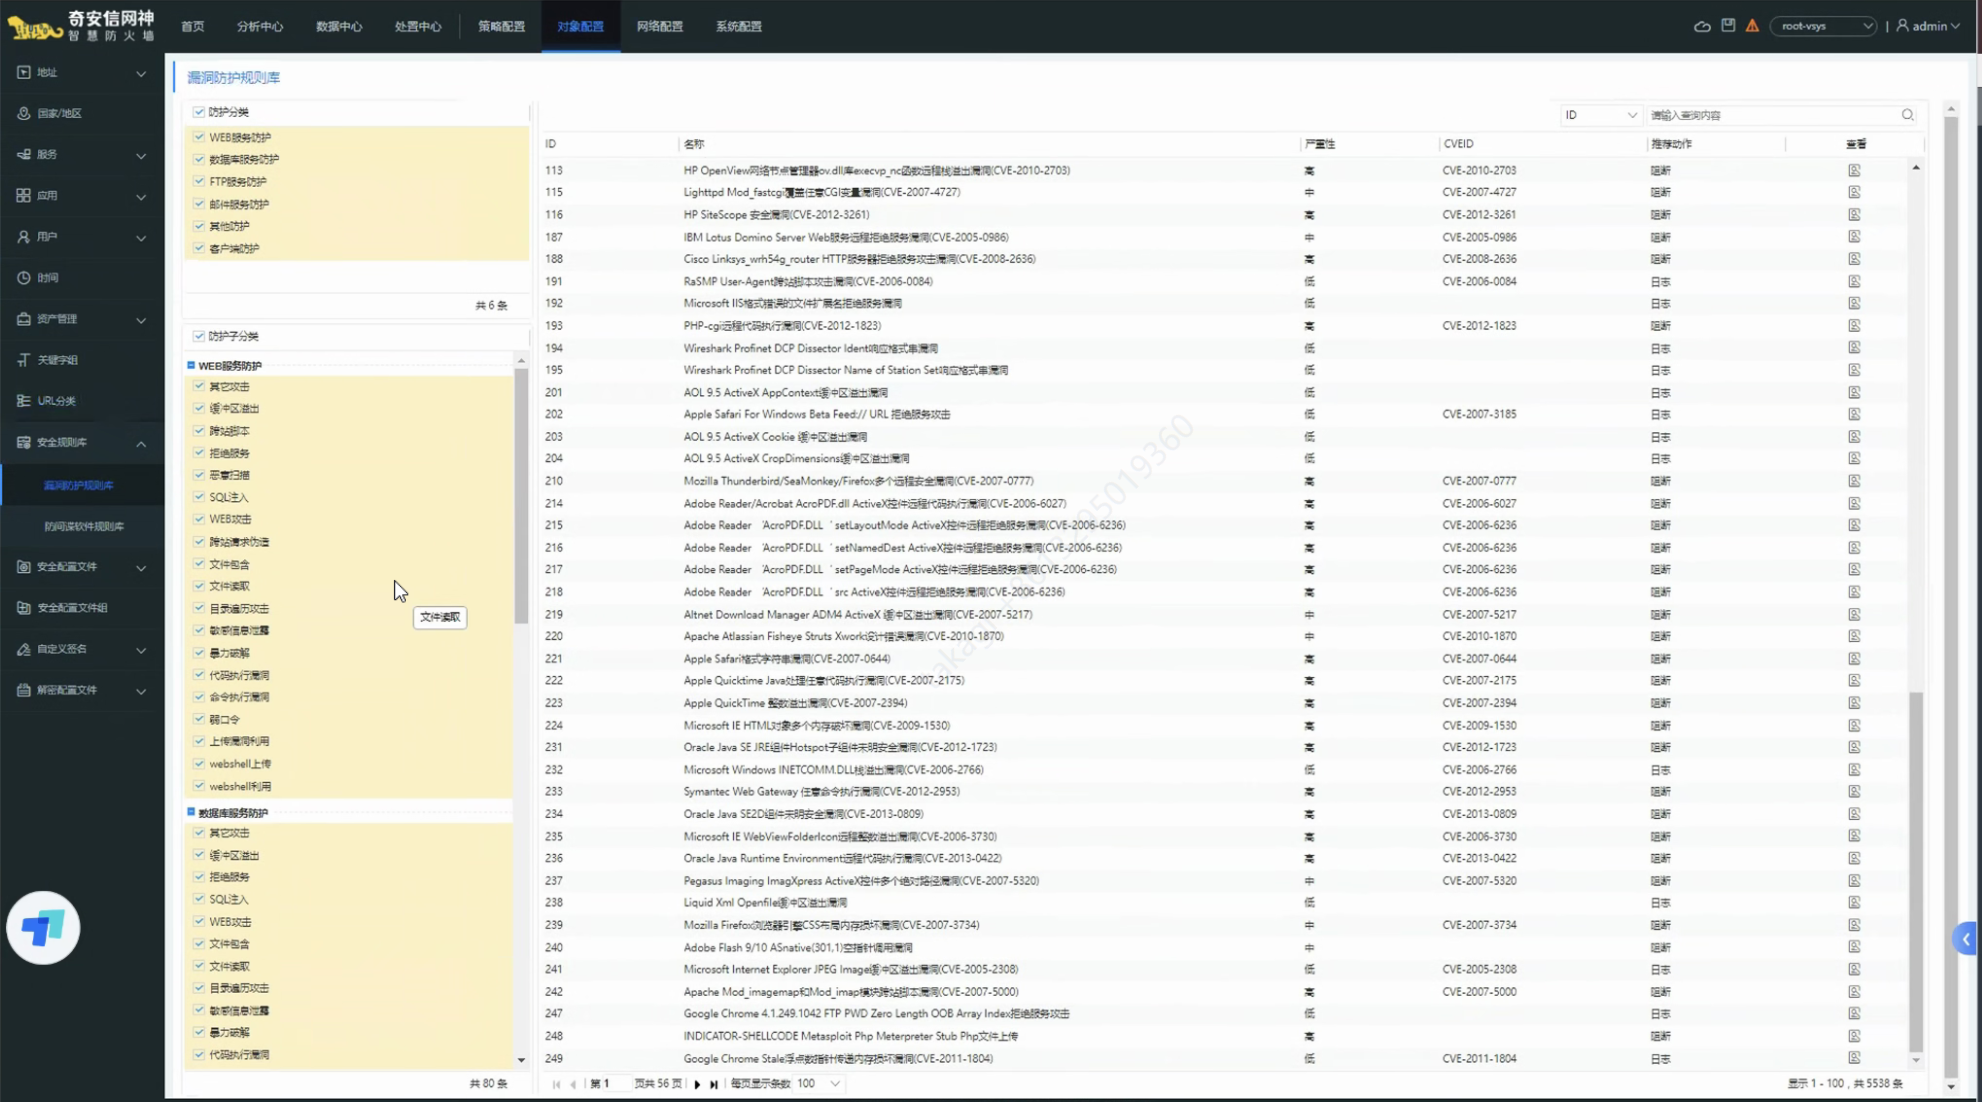 奇安信网神
智慧防火墙
首页 分析中心 数据中心 处置中心 策略配置 对象配置 网络配置 系统配置
root-vsys admin
地址
国家/地区
服务
应用
用户
时间
资产管理
关键字组
URL分类
安全规则库
漏洞防护规则库
防间谍软件规则库
安全配置文件
安全配置文件组
自定义签名
解密配置文件
漏洞防护规则库
防护分类
WEB服务防护
数据库服务防护
FTP服务防护
邮件服务防护
其他防护
客户端防护
共 6 条
防护子分类
WEB服务防护
其它攻击
缓冲区溢出
跨站脚本
拒绝服务
恶意扫描
SQL注入
WEB攻击
跨站请求伪造
文件包含
文件读取
目录遍历攻击
敏感信息泄露
暴力破解
代码执行漏洞
命令执行漏洞
弱口令
上传漏洞利用
webshell上传
webshell利用
文件读取
数据库服务防护
其它攻击
缓冲区溢出
拒绝服务
SQL注入
WEB攻击
文件包含
文件读取
目录遍历攻击
敏感信息泄露
暴力破解
代码执行漏洞
共 80 条
ID 请输入查询内容
ID 名称 严重性 CVEID 推荐动作 查看
113 HP OpenView网络节点管理器ov.dll库execvp_nc函数远程栈溢出漏洞(CVE-2010-2703) 高 CVE-2010-2703 阻断
115 Lighttpd Mod_fastcgi覆盖任意CGI变量漏洞(CVE-2007-4727) 中 CVE-2007-4727 阻断
116 HP SiteScope 安全漏洞(CVE-2012-3261) 高 CVE-2012-3261 阻断
187 IBM Lotus Domino Server Web服务远程拒绝服务漏洞(CVE-2005-0986) 中 CVE-2005-0986 阻断
188 Cisco Linksys_wrh54g_router HTTP服务器拒绝服务攻击漏洞(CVE-2008-2636) 高 CVE-2008-2636 阻断
191 RaSMP User-Agent跨站脚本攻击漏洞(CVE-2006-0084) 低 CVE-2006-0084 日志
192 Microsoft IIS格式错误的文件扩展名拒绝服务漏洞 低 日志
193 PHP-cgi远程代码执行漏洞(CVE-2012-1823) 高 CVE-2012-1823 阻断
194 Wireshark Profinet DCP Dissector Ident响应格式串漏洞 低 日志
195 Wireshark Profinet DCP Dissector Name of Station Set响应格式串漏洞 低 日志
201 AOL 9.5 ActiveX AppContext缓冲区溢出漏洞 低 日志
202 Apple Safari For Windows Beta Feed:// URL 拒绝服务攻击 低 CVE-2007-3185 日志
203 AOL 9.5 ActiveX Cookie 缓冲区溢出漏洞 低 日志
204 AOL 9.5 ActiveX CropDimensions缓冲区溢出漏洞 低 日志
210 Mozilla Thunderbird/SeaMonkey/Firefox多个远程安全漏洞(CVE-2007-0777) 高 CVE-2007-0777 阻断
214 Adobe Reader/Acrobat AcroPDF.dll ActiveX控件远程代码执行漏洞(CVE-2006-6027) 高 CVE-2006-6027 阻断
215 Adobe Reader 'AcroPDF.DLL ' setLayoutMode ActiveX控件远程拒绝服务漏洞(CVE-2006-6236) 高 CVE-2006-6236 阻断
216 Adobe Reader 'AcroPDF.DLL ' setNamedDest ActiveX控件远程拒绝服务漏洞(CVE-2006-6236) 高 CVE-2006-6236 阻断
217 Adobe Reader 'AcroPDF.DLL ' setPageMode ActiveX控件远程拒绝服务漏洞(CVE-2006-6236) 高 CVE-2006-6236 阻断
218 Adobe Reader 'AcroPDF.DLL ' src ActiveX控件远程拒绝服务漏洞(CVE-2006-6236) 高 CVE-2006-6236 阻断
219 Altnet Download Manager ADM4 ActiveX 缓冲区溢出漏洞(CVE-2007-5217) 中 CVE-2007-5217 阻断
220 Apache Atlassian Fisheye Struts Xwork设计错误漏洞(CVE-2010-1870) 中 CVE-2010-1870 阻断
221 Apple Safari格式字符串漏洞(CVE-2007-0644) 高 CVE-2007-0644 阻断
222 Apple Quicktime Java处理任意代码执行漏洞(CVE-2007-2175) 高 CVE-2007-2175 阻断
223 Apple QuickTime 整数溢出漏洞(CVE-2007-2394) 高 CVE-2007-2394 阻断
224 Microsoft IE HTML对象多个内存破坏漏洞(CVE-2009-1530) 高 CVE-2009-1530 阻断
231 Oracle Java SE JRE组件Hotspot子组件未明安全漏洞(CVE-2012-1723) 高 CVE-2012-1723 阻断
232 Microsoft Windows INETCOMM.DLL栈溢出漏洞(CVE-2006-2766) 低 CVE-2006-2766 日志
233 Symantec Web Gateway 任意命令执行漏洞(CVE-2012-2953) 高 CVE-2012-2953 阻断
234 Oracle Java SE2D组件未明安全漏洞(CVE-2013-0809) 高 CVE-2013-0809 阻断
235 Microsoft IE WebViewFolderIcon远程整数溢出漏洞(CVE-2006-3730) 高 CVE-2006-3730 阻断
236 Oracle Java Runtime Environment远程代码执行漏洞(CVE-2013-0422) 高 CVE-2013-0422 阻断
237 Pegasus Imaging ImagXpress ActiveX控件多个绝对路径漏洞(CVE-2007-5320) 中 CVE-2007-5320 阻断
238 Liquid Xml Openfile缓冲区溢出漏洞 低 日志
239 Mozilla Firefox浏览器引擎CSS布局内存损坏漏洞(CVE-2007-3734) 中 CVE-2007-3734 阻断
240 Adobe Flash 9/10 ASnative(301,1)空指针调用漏洞 中 阻断
241 Microsoft Internet Explorer JPEG Image缓冲区溢出漏洞(CVE-2005-2308) 低 CVE-2005-2308 日志
242 Apache Mod_imagemap和Mod_imap模块跨站脚本漏洞(CVE-2007-5000) 高 CVE-2007-5000 阻断
247 Google Chrome 4.1.249.1042 FTP PWD Zero Length OOB Array Index拒绝服务攻击 低 日志
248 INDICATOR-SHELLCODE Metasploit Php Meterpreter Stub Php文件上传 高 阻断
249 Google Chrome Stale浮点数指针传递内存损坏漏洞(CVE-2011-1804) 低 CVE-2011-1804 日志
第 1 页共 56 页 每页显示条数 100 显示 1 - 100，共 5538 条